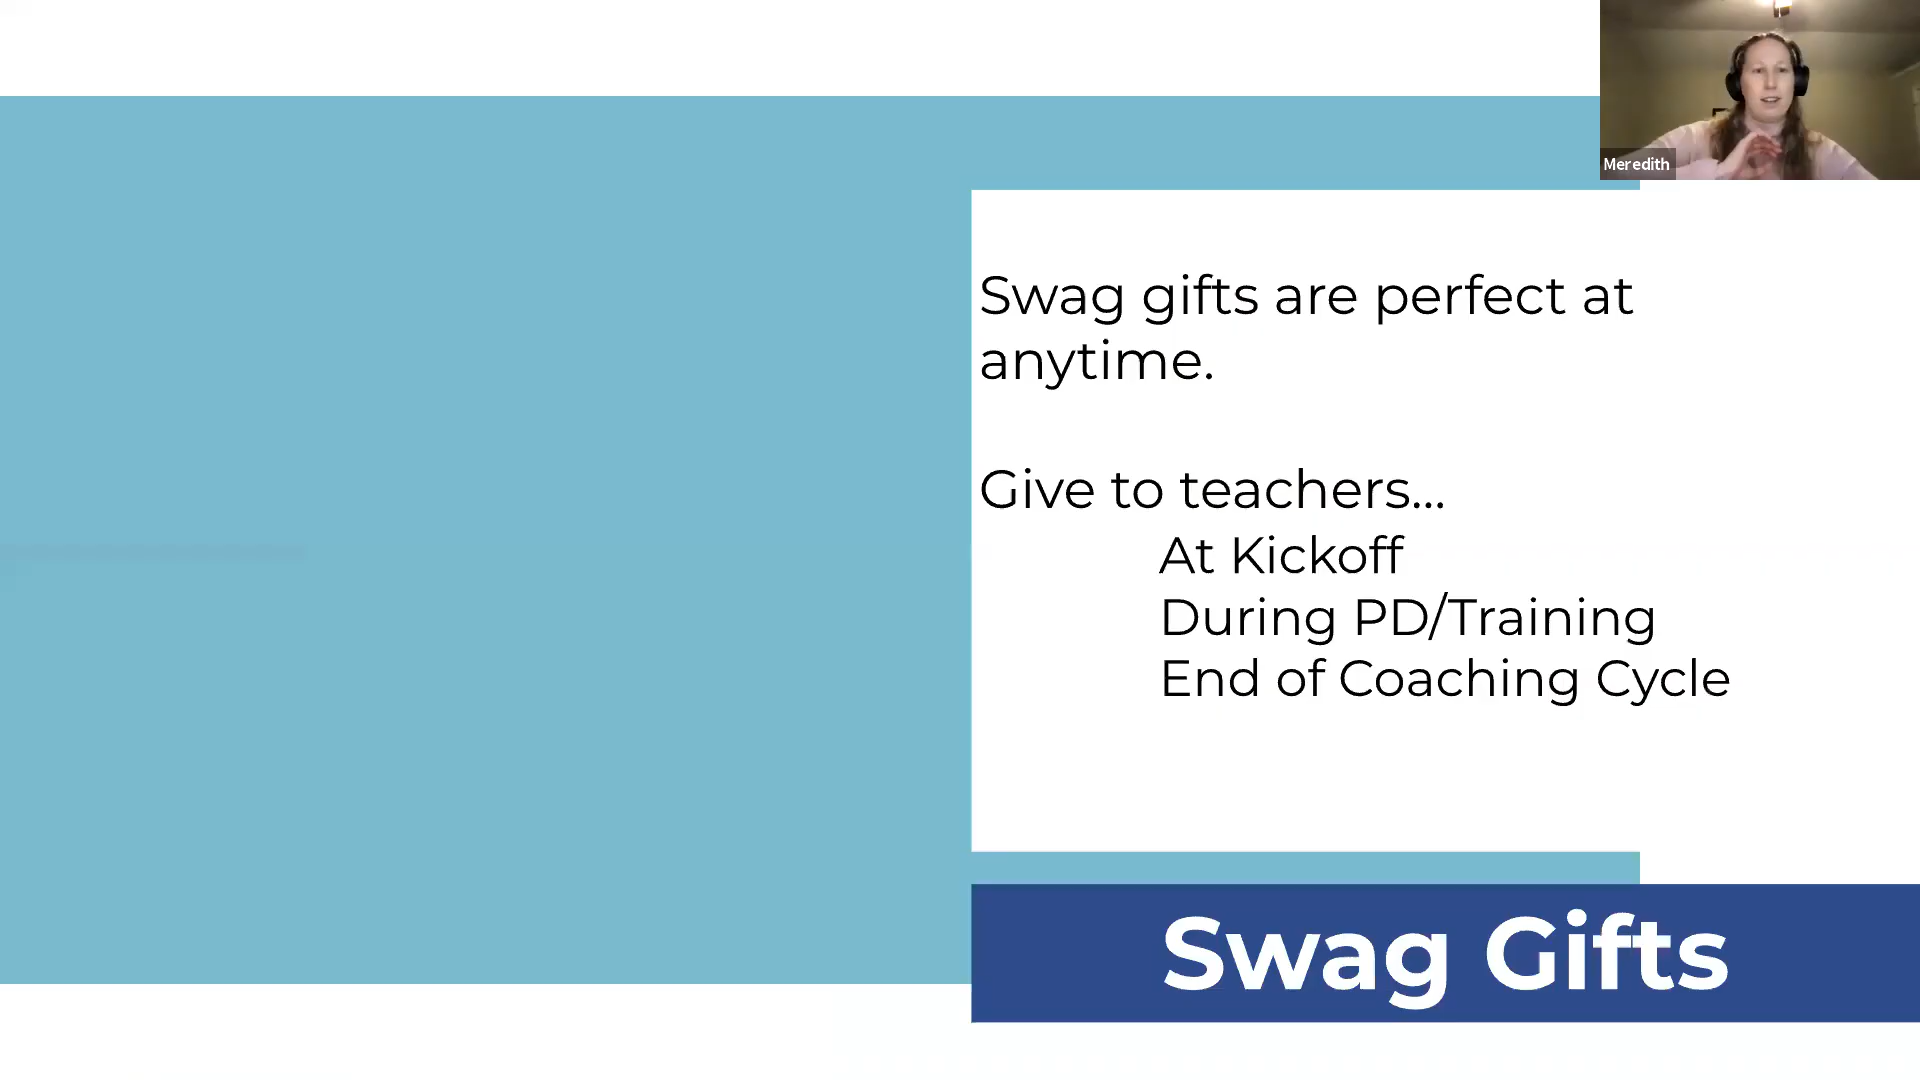 Meredith
Swag gifts are perfect at
anytime.
Give to teachers...
At Kickoff
During PD/Training
End of Coaching Cycle
Swag Gifts